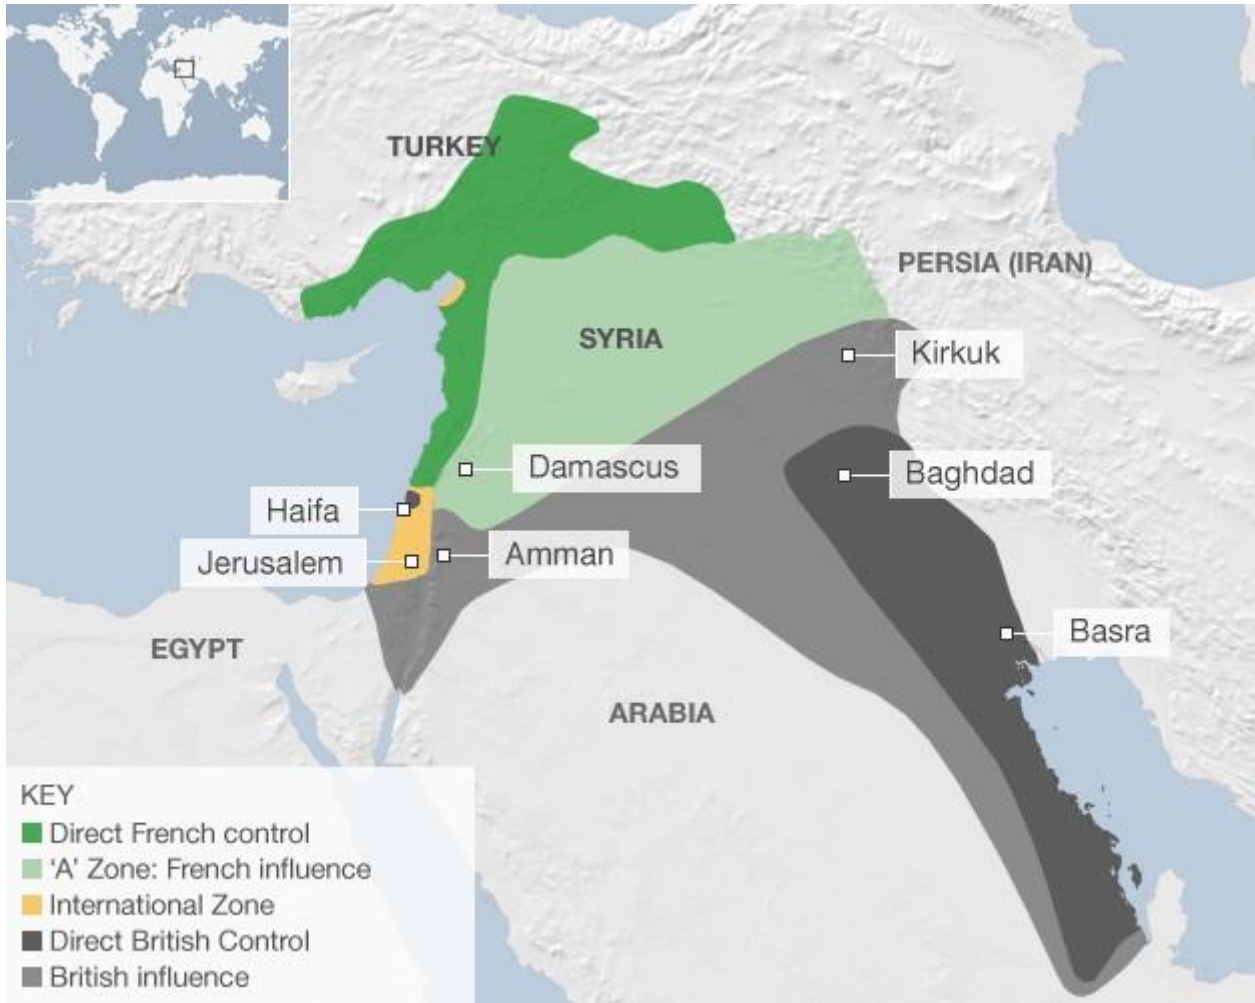 TURKEY
PERSIA (IRAN)
SYRIA
Kirkuk
Damascus
Baghdad
Haifa
Jerusalem
Amman
EGYPT
Basra
ARABIA
KEY
Direct French control
‘A’ Zone: French influence
International Zone
Direct British Control
British influence